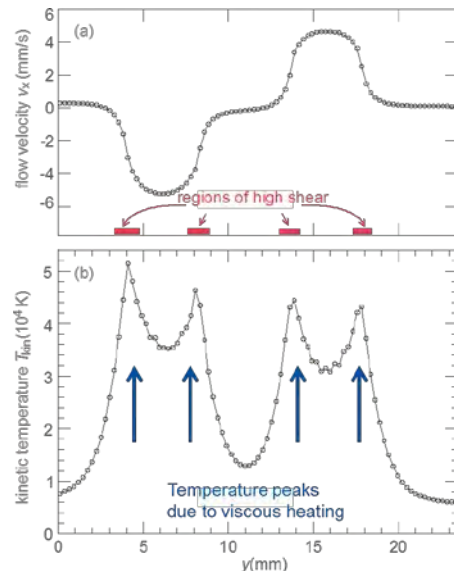 (a)
flow velocity vₓ (mm/s)
6
4
2
0
-2
-4
-6
regions of high shear
(b)
kinetic temperature Tkin(10⁴ K)
5
4
3
2
1
0
Temperature peaks
due to viscous heating
0 5 10 15 20
y(mm)